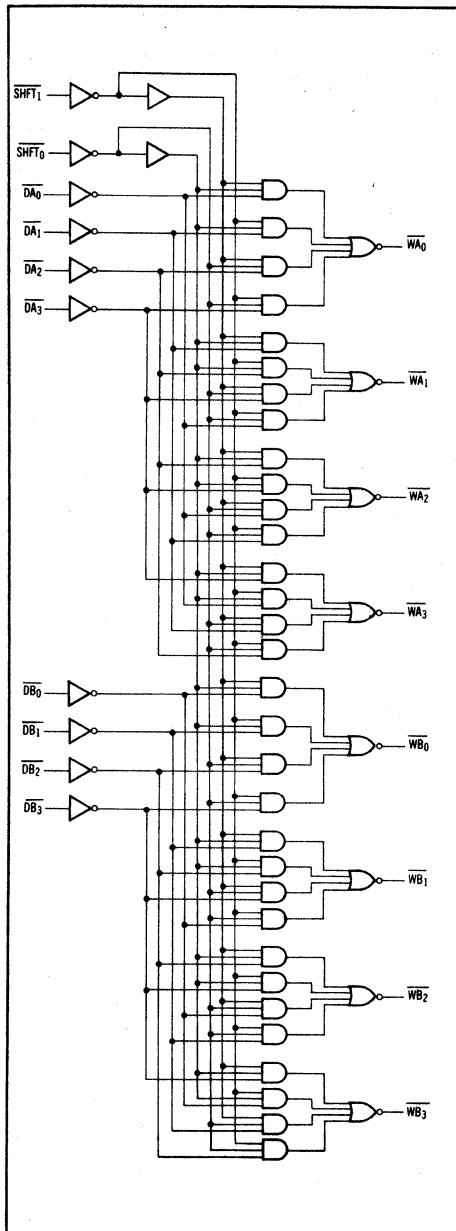 SHFT₁
SHFT₀
DA₀
DA₁
DA₂
DA₃
WA₀
WA₁
WA₂
WA₃
DB₀
DB₁
DB₂
DB₃
WB₀
WB₁
WB₂
WB₃